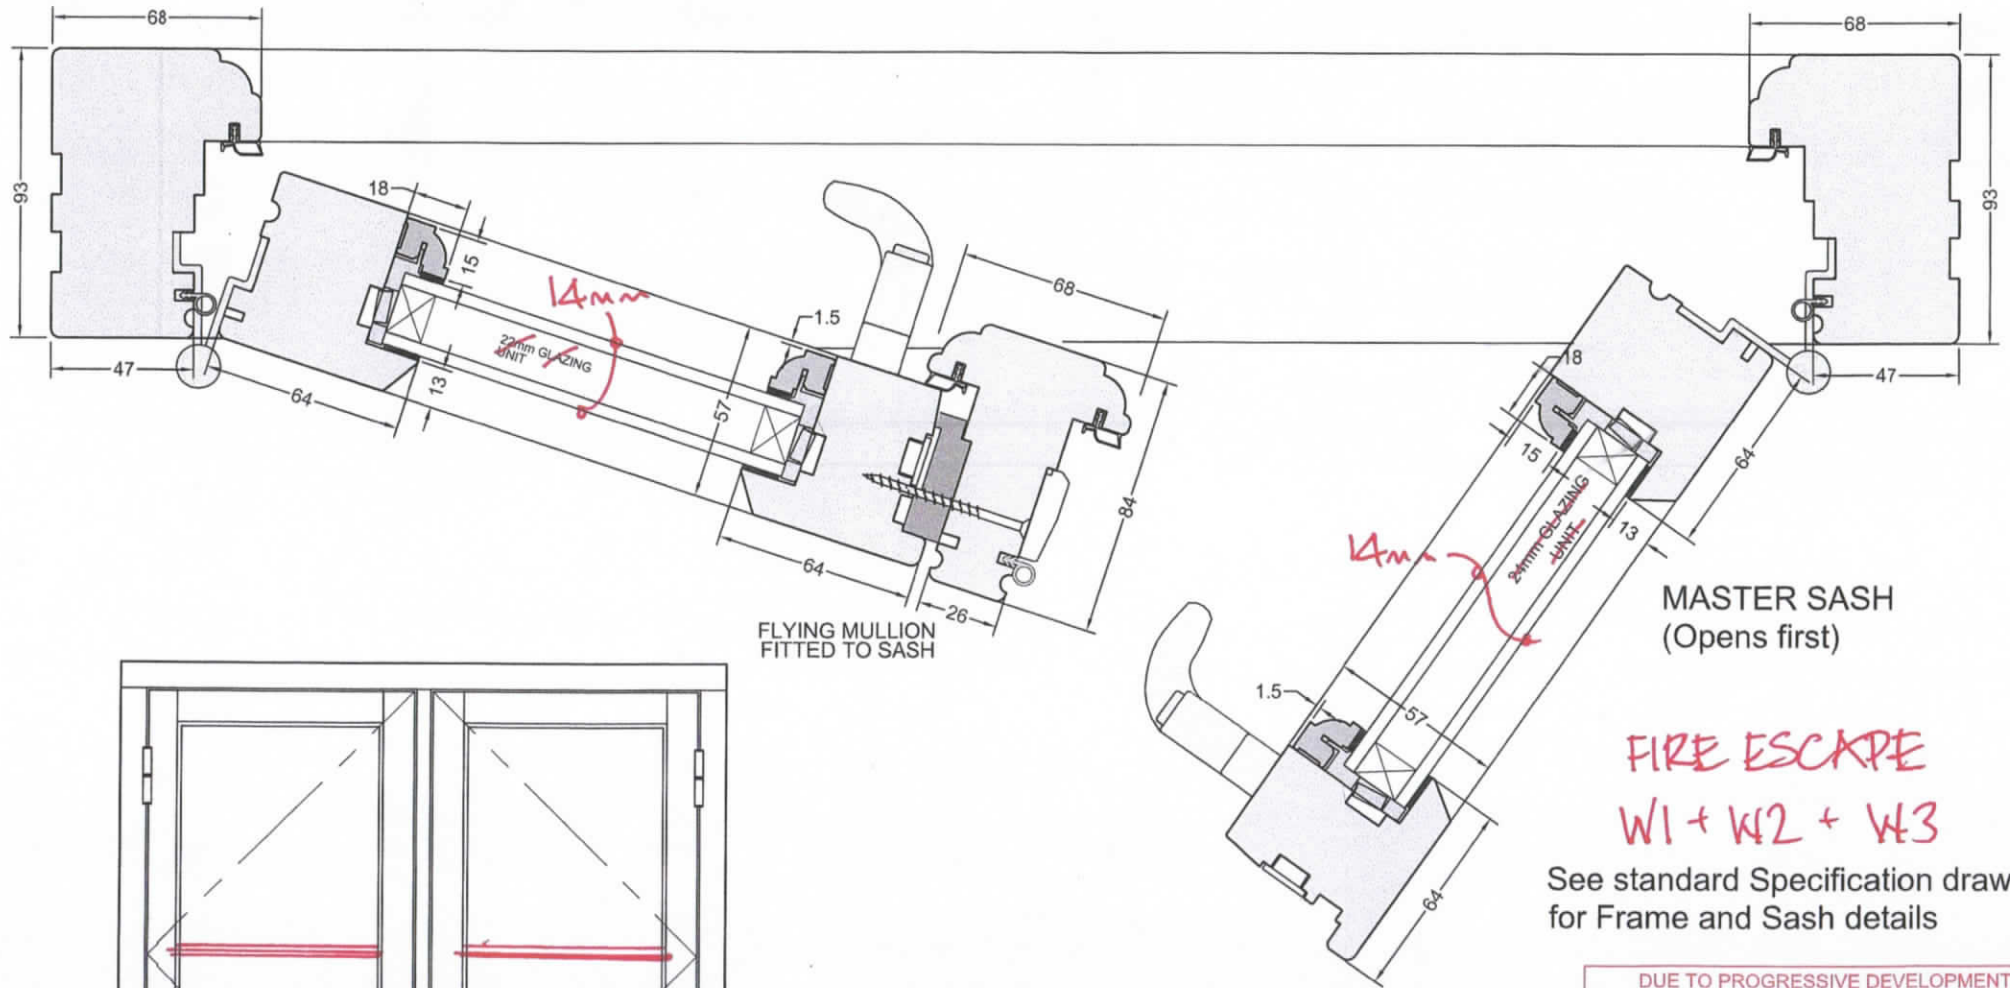 68
68
93
93
18
15
14mm
22mm GLAZING
UNIT
1.5
68
47
64
13
57
84
64
26
FLYING MULLION
FITTED TO SASH
18
15
47
64
13
24mm GLAZING
UNIT
14mm
MASTER SASH
(Opens first)
1.5
57
64
FIRE ESCAPE
W1 + W2 + W3
See standard Specification draw
for Frame and Sash details
DUE TO PROGRESSIVE DEVELOPMENT